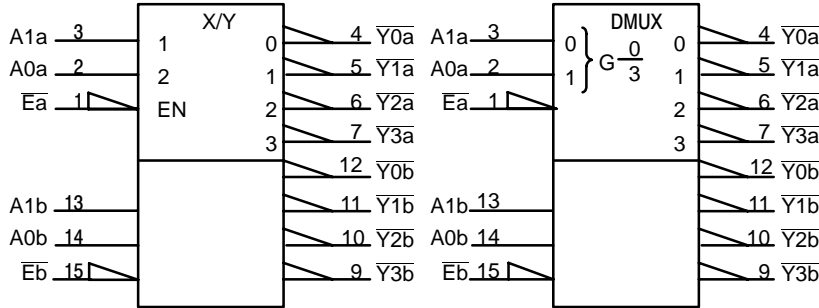 X/Y
A1a 3 1 0 4 Y0a
A0a 2 2 1 5 Y1a
Ea 1 EN 2 6 Y2a
3 7 Y3a
12 Y0b
A1b 13 11 Y1b
A0b 14 10 Y2b
Eb 15 9 Y3b
DMUX
A1a 3 0 } G 0/3 0 4 Y0a
A0a 2 1 1 5 Y1a
Ea 1 2 6 Y2a
3 7 Y3a
12 Y0b
A1b 13 11 Y1b
A0b 14 10 Y2b
Eb 15 9 Y3b